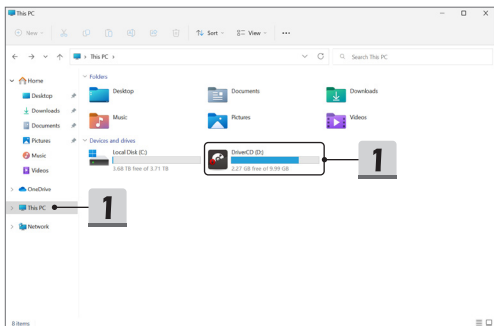 This PC
New
Sort
View
This PC
Search This PC
Home
Desktop
Downloads
Documents
Pictures
Music
Videos
OneDrive
This PC
Network
Folders
Desktop
Documents
Downloads
Music
Pictures
Videos
Devices and drives
Local Disk (C:)
3.68 TB free of 3.71 TB
DriverCD (D:)
2.27 GB free of 9.99 GB
1
1
8 items